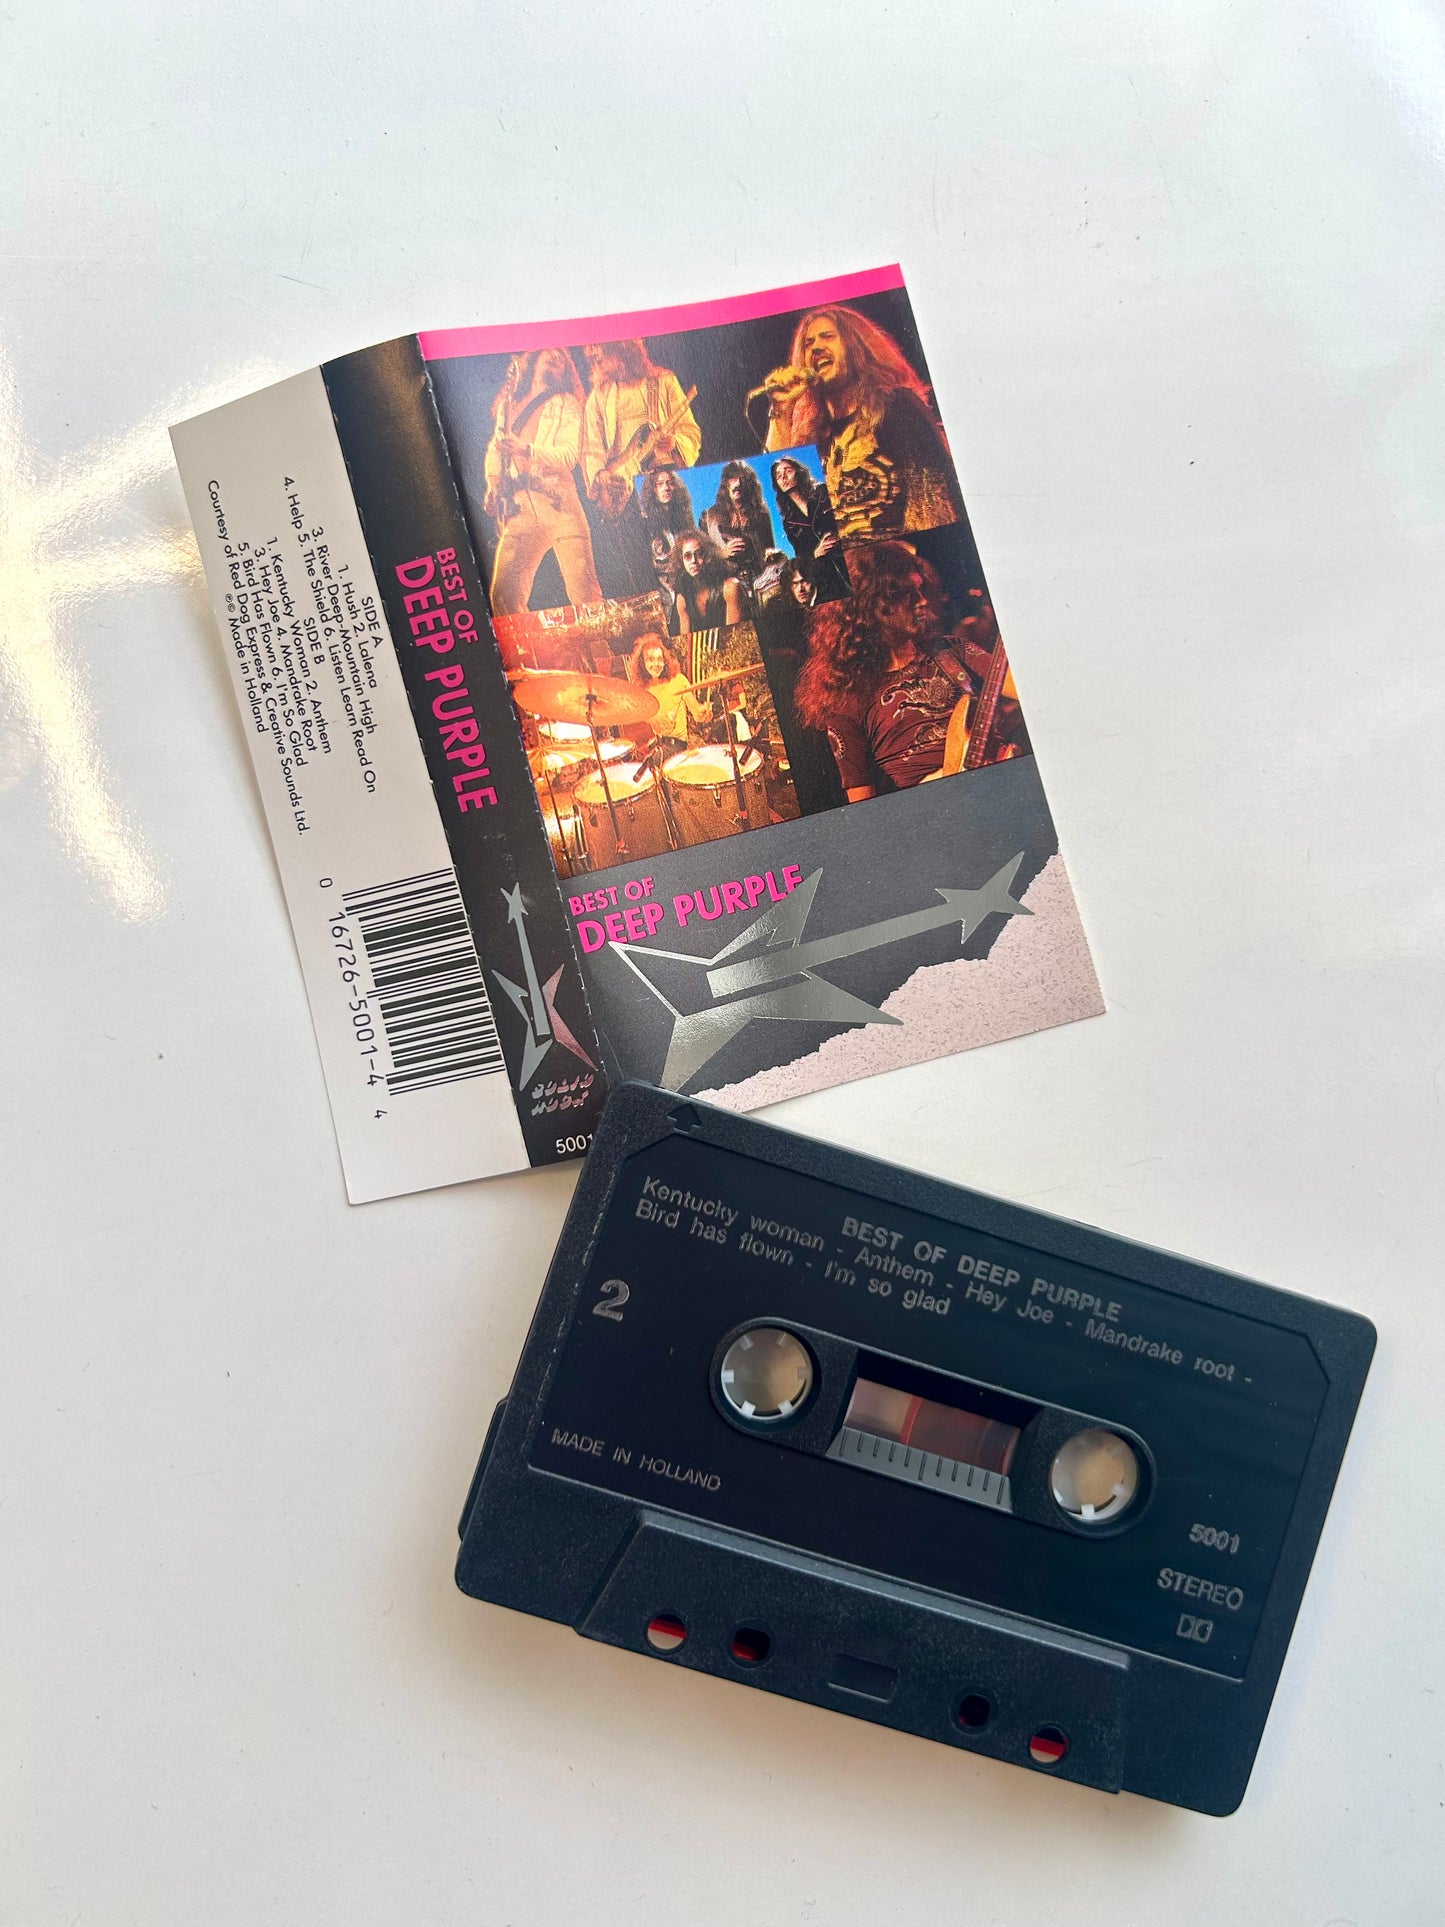 SIDE A
1. Hush 2. Lalena
3. River Deep-Mountain High
4. Help 5. The Shield 6. Listen Learn Read On
SIDE B
1. Kentucky Woman 2. Anthem
3. Hey Joe 4. Mandrake Root
5. Bird Has Flown 6. I'm So Glad
Courtesy of Red Dog Express & Creative Sounds Ltd.
℗© Made in Holland
0
16726-5001-4
4
BEST OF
DEEP PURPLE
SOLID
ROCK
5001
BEST OF
DEEP PURPLE
BEST OF DEEP PURPLE
Kentucky woman - Anthem - Hey Joe - Mandrake root -
Bird has flown - I'm so glad
2
MADE IN HOLLAND
5001
STEREO